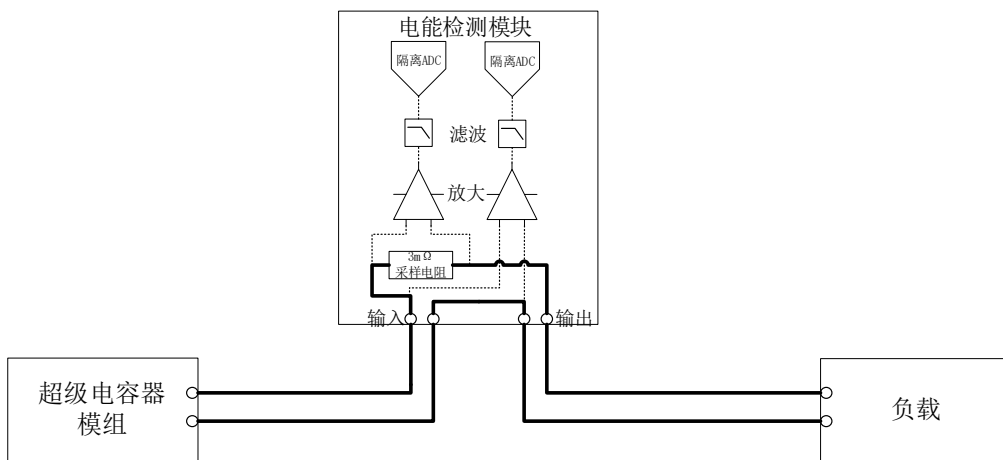 电能检测模块
隔离ADC 隔离ADC
滤波
放大
3mΩ
采样电阻
输入 输出
超级电容器
模组
负载